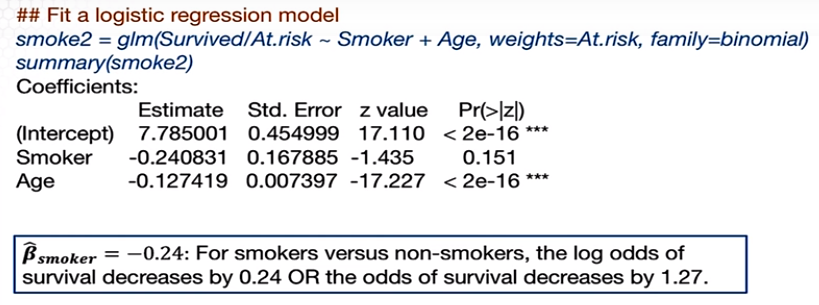 ## Fit a logistic regression model
smoke2 = glm(Survived/At.risk ~ Smoker + Age, weights=At.risk, family=binomial)
summary(smoke2)
Coefficients:
Estimate Std. Error z value Pr(>|z|)
(Intercept) 7.785001 0.454999 17.110 < 2e-16 ***
Smoker -0.240831 0.167885 -1.435 0.151
Age -0.127419 0.007397 -17.227 < 2e-16 ***
β̂smoker = −0.24: For smokers versus non-smokers, the log odds of
survival decreases by 0.24 OR the odds of survival decreases by 1.27.